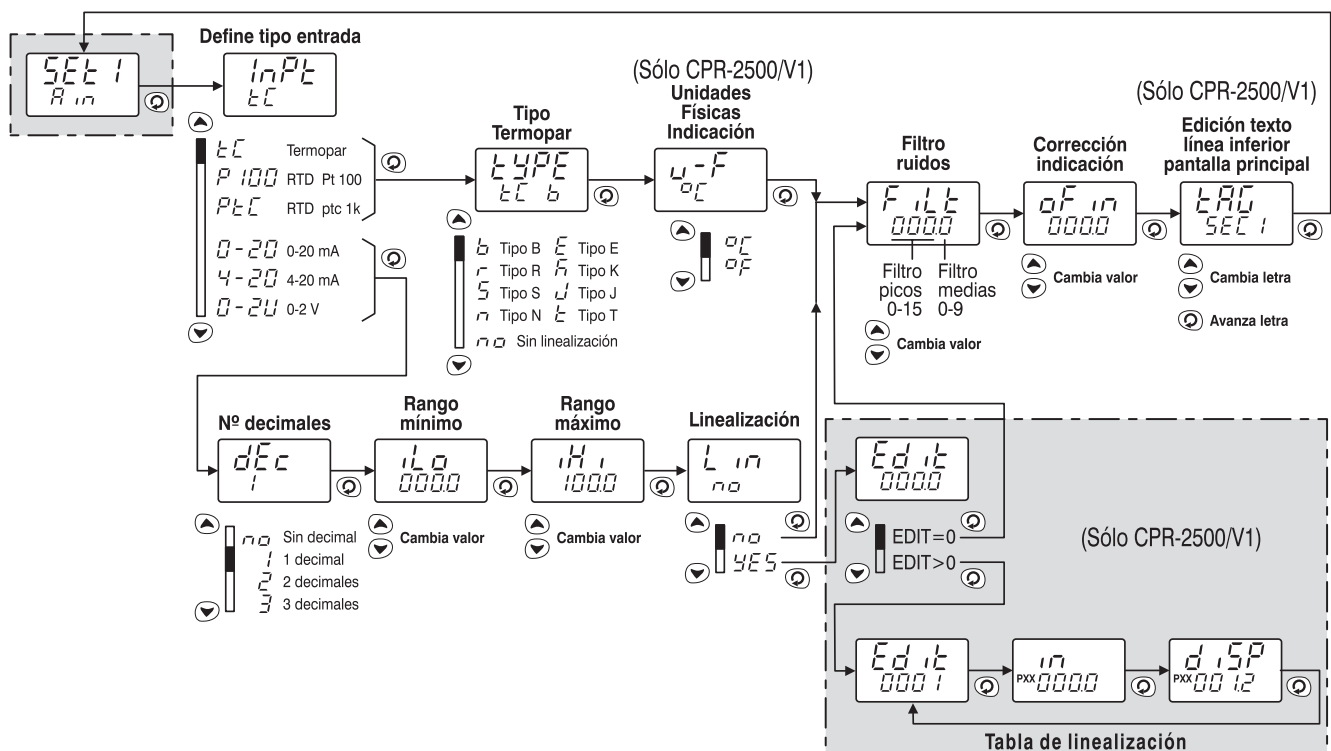 SEt 1
A in
Define tipo entrada
InPt
tC
tC Termopar
P 100 RTD Pt 100
PtC RTD ptc 1k
0-20 0-20 mA
4-20 4-20 mA
0-2U 0-2 V
Tipo
Termopar
tYPE
tC b
b Tipo B E Tipo E
r Tipo R h Tipo K
S Tipo S J Tipo J
n Tipo N t Tipo T
no Sin linealización
(Sólo CPR-2500/V1)
Unidades
Físicas
Indicación
u-F
ºC
ºC
ºF
Filtro
ruidos
FiLt
000.0
Filtro
picos
0-15
Filtro
medias
0-9
Cambia valor
Corrección
indicación
oFin
000.0
Cambia valor
(Sólo CPR-2500/V1)
Edición texto
línea inferior
pantalla principal
tAG
SEC1
Cambia letra
Avanza letra
Nº decimales
dEc
1
no Sin decimal
1 1 decimal
2 2 decimales
3 3 decimales
Rango
mínimo
iLo
000.0
Cambia valor
Rango
máximo
iHi
100.0
Cambia valor
Linealización
Lin
no
no
YES
Edit
000.0
EDIT=0
EDIT>0
(Sólo CPR-2500/V1)
Edit
0001
in
PXX 000.0
diSP
PXX 001.2
Tabla de linealización